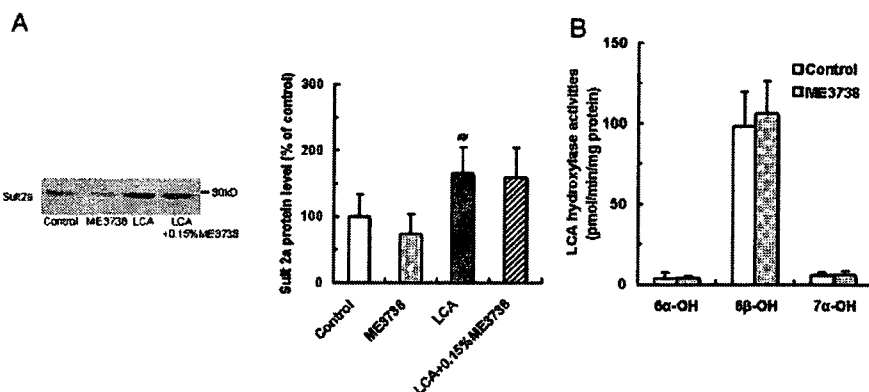 A
Sult2a
30kD
Control ME3738 LCA LCA
+0.15%ME3738
Sult 2a protein level (% of control)
300
200
100
0
Control
ME3738
LCA
LCA+0.15%ME3738
##
B
LCA hydroxylase activities
(pmol/min/mg protein)
150
100
50
0
Control
ME3738
6α-OH 6β-OH 7α-OH